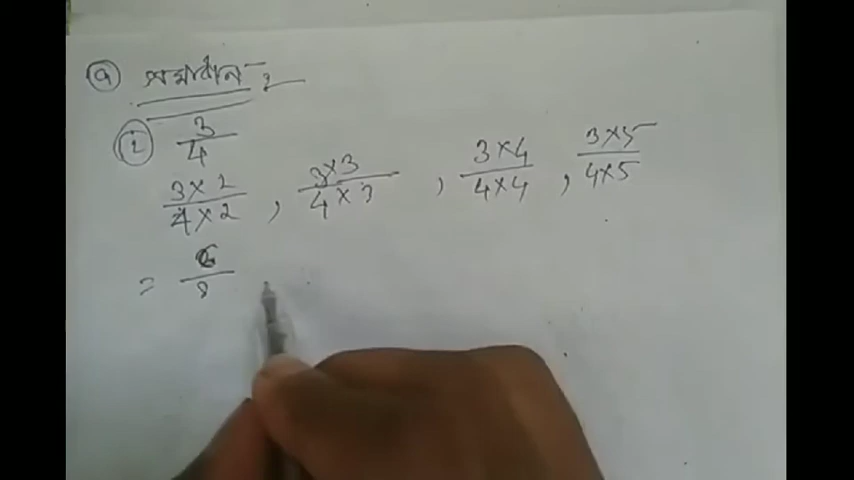 (a) সমাধান -
(i) 3/4
(3×2)/(4×2) , (3×3)/(4×3) , (3×4)/(4×4) , (3×5)/(4×5)
= 6/8